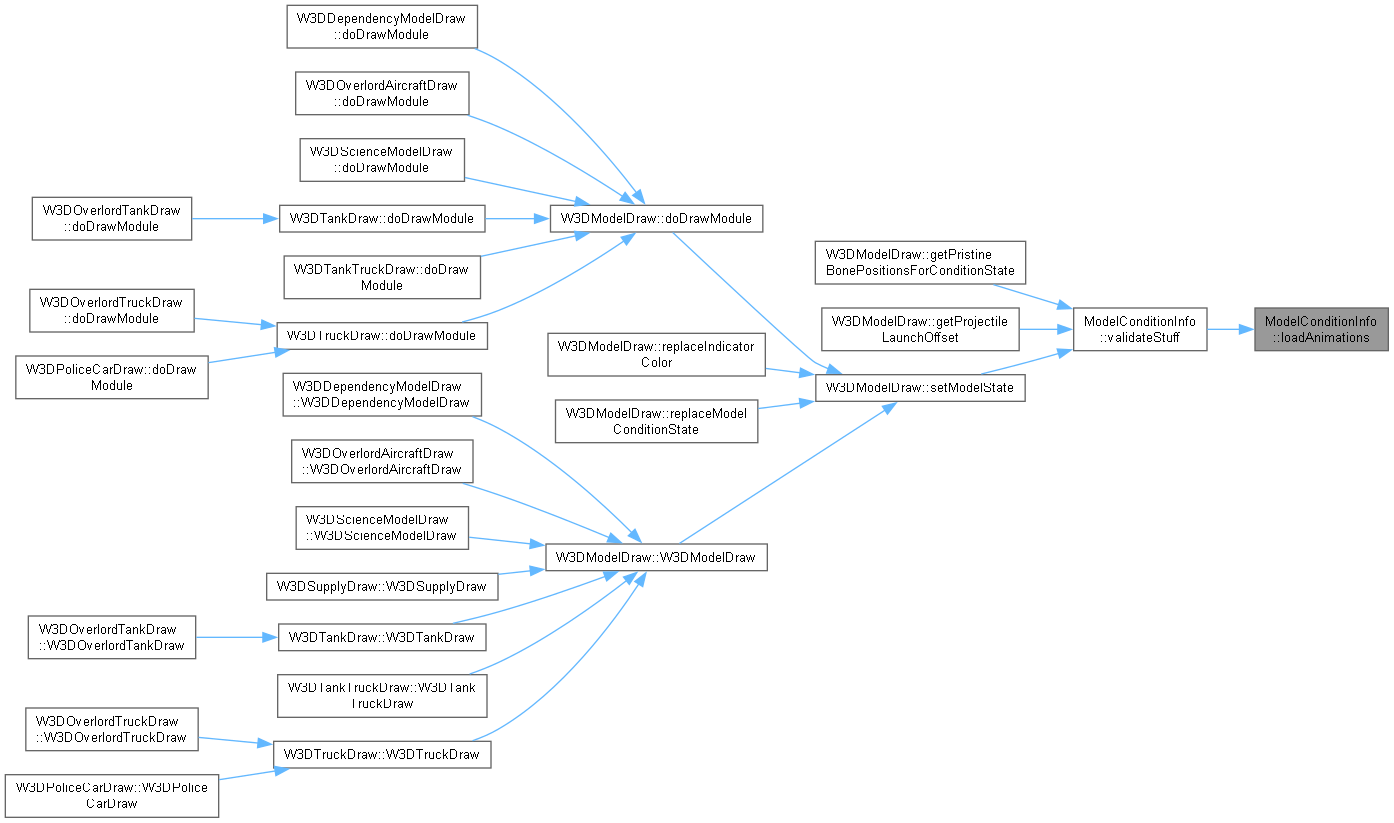 W3DDependencyModelDraw
::doDrawModule
W3DOverlordAircraftDraw
::doDrawModule
W3DScienceModelDraw
::doDrawModule
W3DOverlordTankDraw
::doDrawModule
W3DTankDraw::doDrawModule
W3DModelDraw::doDrawModule
W3DTankTruckDraw::doDraw
Module
W3DOverlordTruckDraw
::doDrawModule
W3DTruckDraw::doDrawModule
W3DPoliceCarDraw::doDraw
Module
W3DModelDraw::getPristine
BonePositionsForConditionState
W3DModelDraw::getProjectile
LaunchOffset
ModelConditionInfo
::validateStuff
ModelConditionInfo
::loadAnimations
W3DModelDraw::replaceIndicator
Color
W3DModelDraw::setModelState
W3DModelDraw::replaceModel
ConditionState
W3DDependencyModelDraw
::W3DDependencyModelDraw
W3DOverlordAircraftDraw
::W3DOverlordAircraftDraw
W3DScienceModelDraw
::W3DScienceModelDraw
W3DModelDraw::W3DModelDraw
W3DSupplyDraw::W3DSupplyDraw
W3DOverlordTankDraw
::W3DOverlordTankDraw
W3DTankDraw::W3DTankDraw
W3DTankTruckDraw::W3DTank
TruckDraw
W3DOverlordTruckDraw
::W3DOverlordTruckDraw
W3DTruckDraw::W3DTruckDraw
W3DPoliceCarDraw::W3DPolice
CarDraw